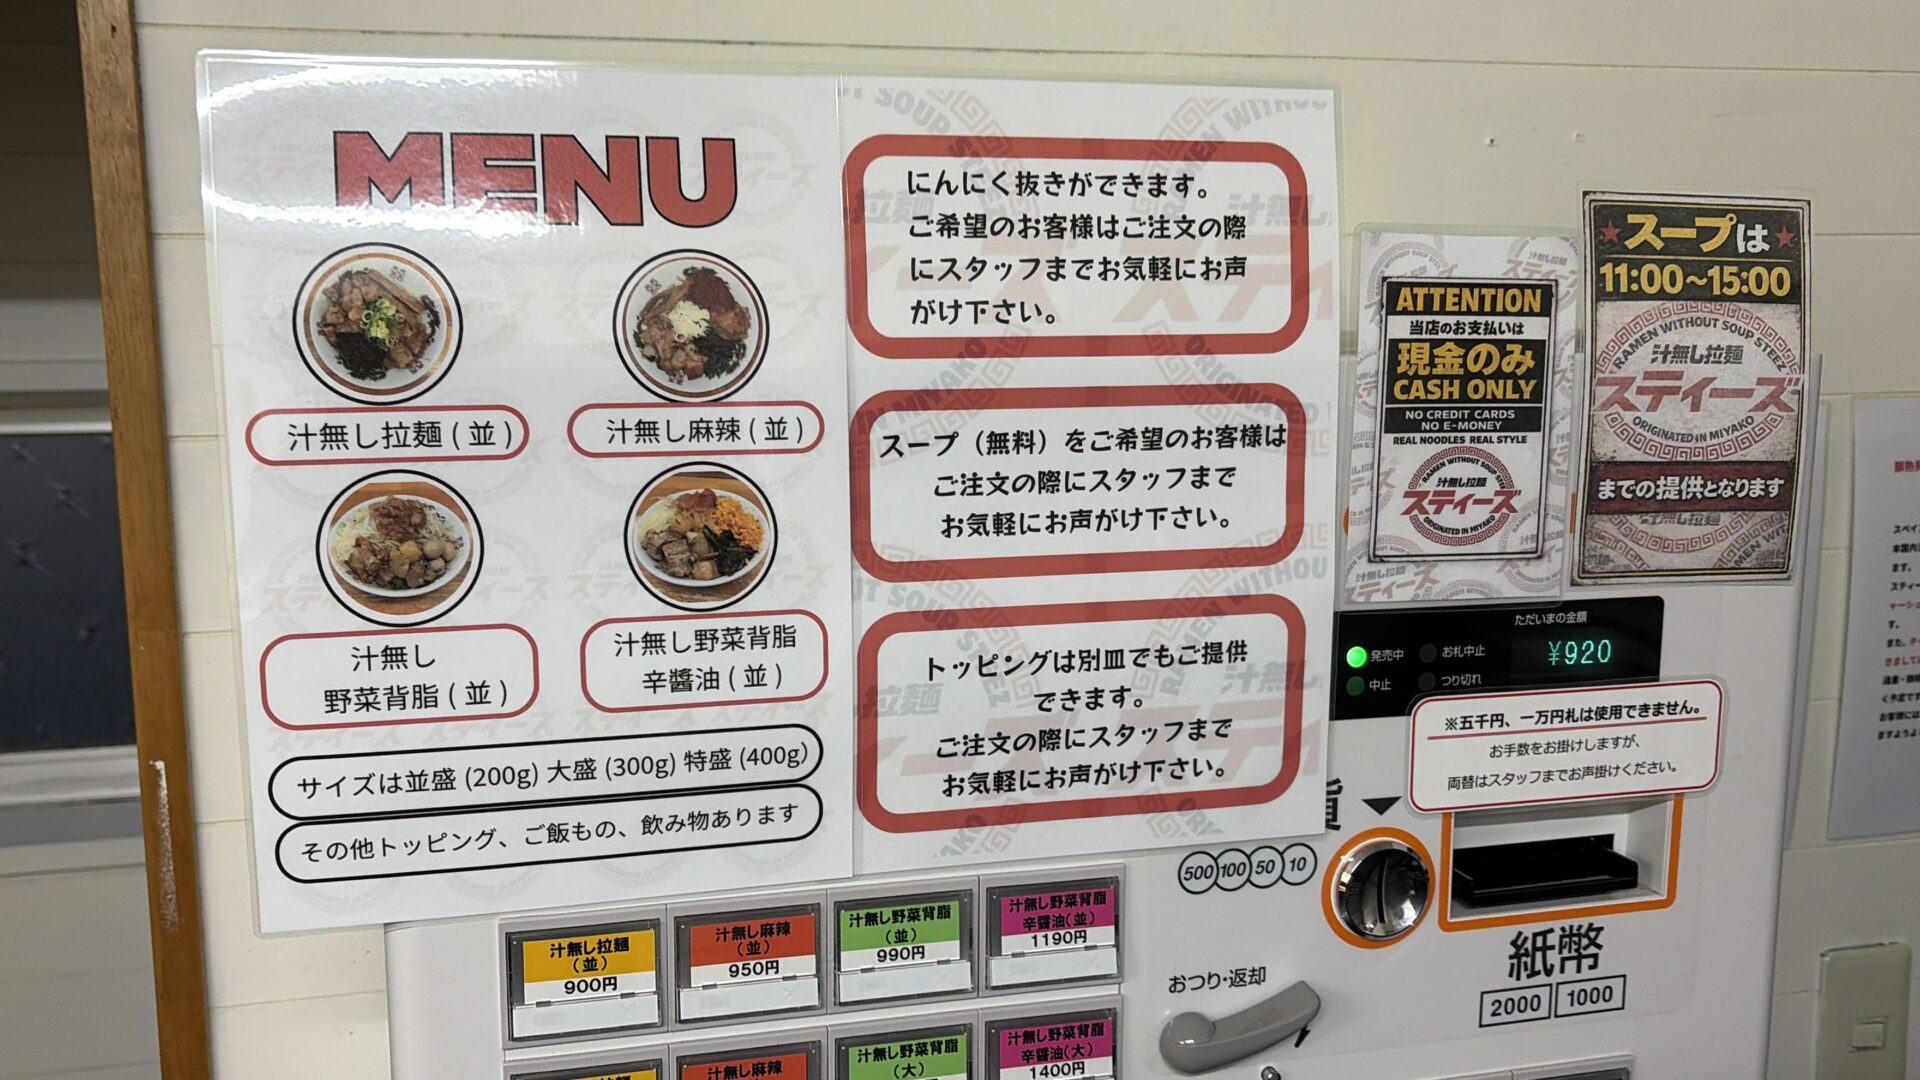 MENU
汁無し拉麺(並)
汁無し麻辣(並)
汁無し
野菜背脂(並)
汁無し野菜背脂
辛醬油(並)
サイズは並盛(200g)大盛(300g)特盛(400g)
その他トッピング、ご飯もの、飲み物あります
にんにく抜きができます。
ご希望のお客様はご注文の際
にスタッフまでお気軽にお声
がけ下さい。
スープ(無料)をご希望のお客様は
ご注文の際にスタッフまで
お気軽にお声がけ下さい。
トッピングは別皿でもご提供
できます。
ご注文の際にスタッフまで
お気軽にお声がけ下さい。
ATTENTION
当店のお支払いは
現金のみ
CASH ONLY
NO CREDIT CARDS
NO E-MONEY
REAL NOODLES REAL STYLE
RAMEN WITHOUT SOUP STEEZ
汁無し拉麺
スティーズ
ORIGINATED IN MIYAKO
★スープは★
11:00~15:00
RAMEN WITHOUT SOUP STEEZ
汁無し拉麺
スティーズ
ORIGINATED IN MIYAKO
までの提供となります
ただいまの金額
発売中
お札中止
¥920
中止
つり切れ
※五千円、一万円札は使用できません。
お手数をお掛けしますが、
両替はスタッフまでお声掛けください。
500 100 50 10
紙幣
2000 1000
おつり・返却
汁無し拉麺
(並)
900円
汁無し麻辣
(並)
950円
汁無し野菜背脂
(並)
990円
汁無し野菜背脂
辛醬油(並)
1190円
汁無し麻辣
汁無し野菜背脂
(大)
汁無し野菜背脂
辛醬油(大)
1400円